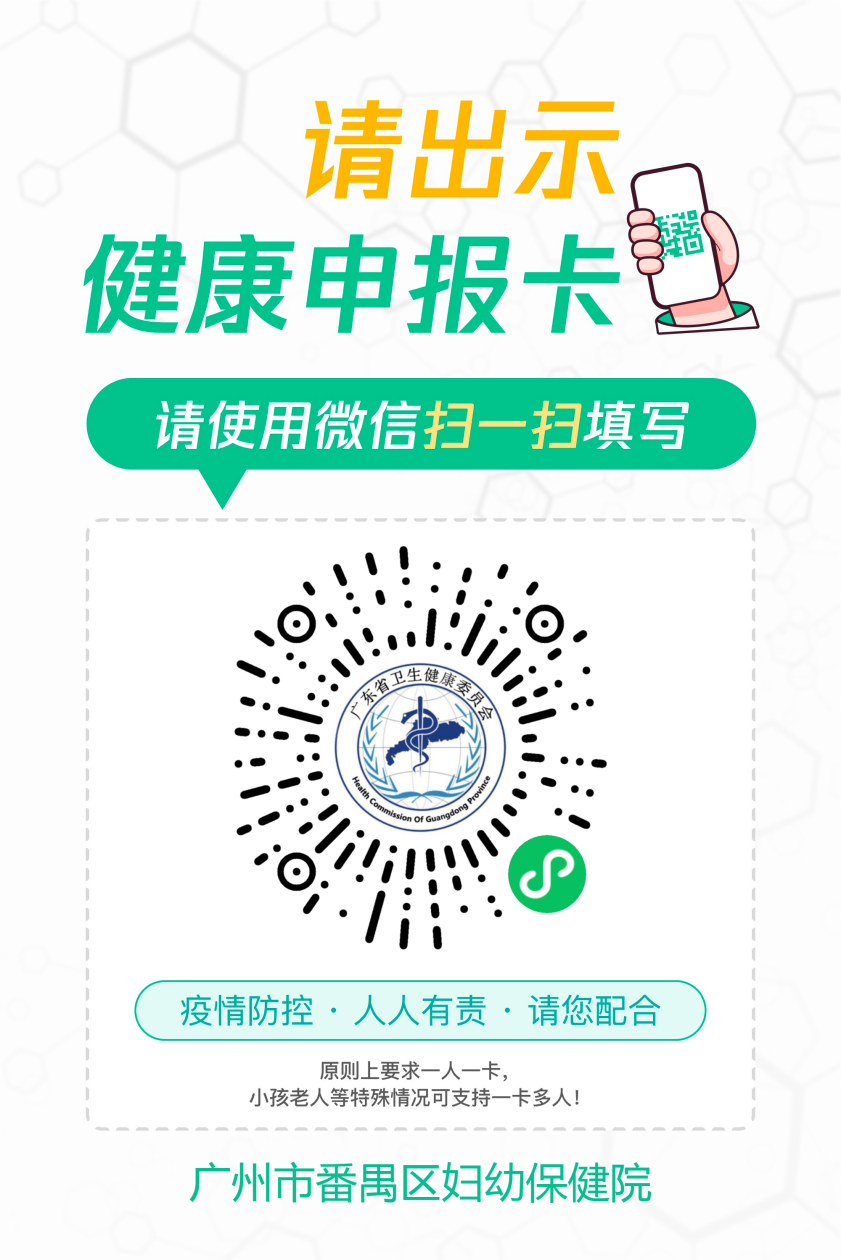 请出示
健康申报卡
请使用微信扫一扫填写
广东省卫生健康委员会
Health Commission Of Guangdong Province
疫情防控 · 人人有责 · 请您配合
原则上要求一人一卡，
小孩老人等特殊情况可支持一卡多人！
广州市番禺区妇幼保健院